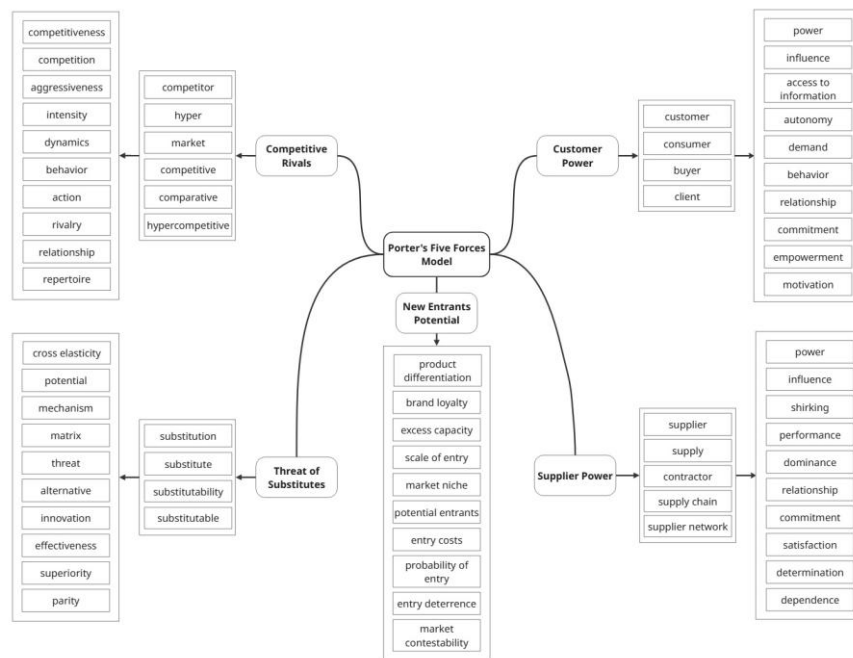 competitiveness
competition
aggressiveness
intensity
dynamics
behavior
action
rivalry
relationship
repertoire
competitor
hyper
market
competitive
comparative
hypercompetitive
Competitive
Rivals
Customer
Power
customer
consumer
buyer
client
power
influence
access to
information
autonomy
demand
behavior
relationship
commitment
empowerment
motivation
Porter's Five Forces
Model
New Entrants
Potential
product
differentiation
brand loyalty
excess capacity
scale of entry
market niche
potential entrants
entry costs
probability of
entry
entry deterrence
market
contestability
cross elasticity
potential
mechanism
matrix
threat
alternative
innovation
effectiveness
superiority
parity
substitution
substitute
substitutability
substitutable
Threat of
Substitutes
Supplier Power
supplier
supply
contractor
supply chain
supplier network
power
influence
shirking
performance
dominance
relationship
commitment
satisfaction
determination
dependence